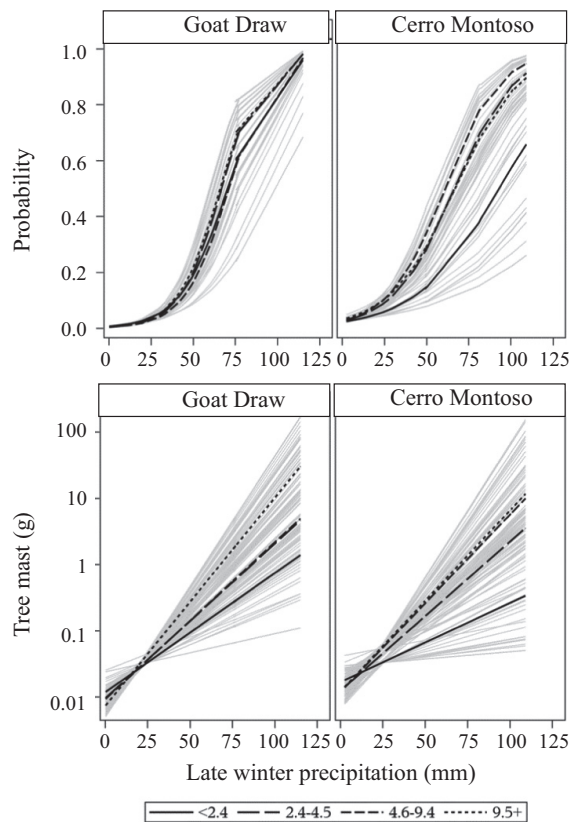 Goat Draw Cerro Montoso
Probability
1.0
0.8
0.6
0.4
0.2
0.0
0 25 50 75 100 125 0 25 50 75 100 125
Goat Draw Cerro Montoso
Tree mast (g)
100
10
1
0.1
0.01
0 25 50 75 100 125 0 25 50 75 100 125
Late winter precipitation (mm)
<2.4 2.4-4.5 4.6-9.4 9.5+